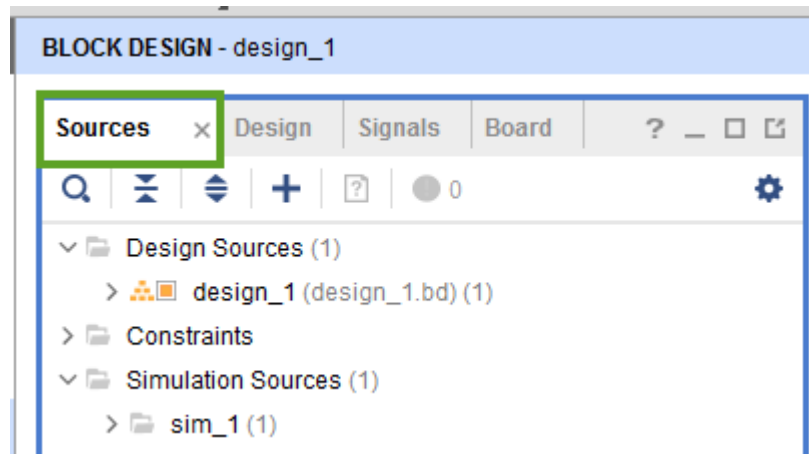 BLOCK DESIGN - design_1
Sources × Design Signals Board ?
? 0
Design Sources (1)
design_1 (design_1.bd) (1)
Constraints
Simulation Sources (1)
sim_1 (1)